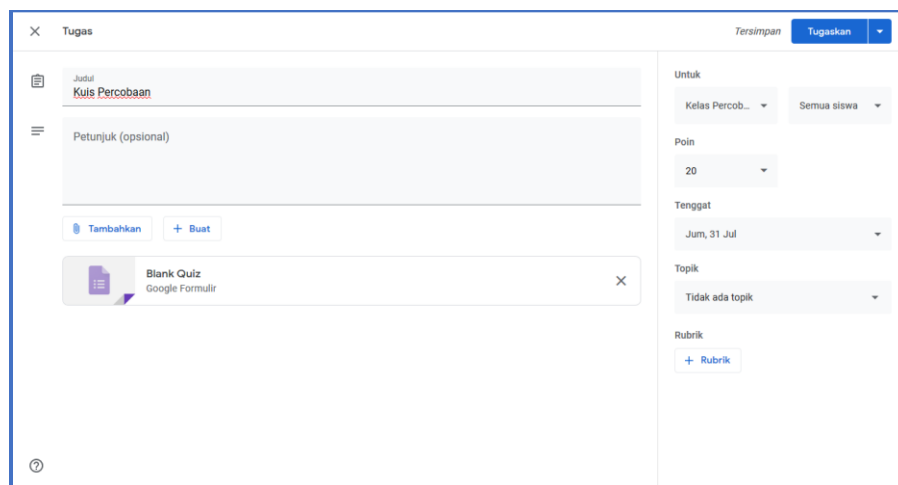 Tugas
Tersimpan
Tugaskan
Judul
Kuis Percobaan
Petunjuk (opsional)
Tambahkan
+ Buat
Blank Quiz
Google Formulir
Untuk
Kelas Percob...
Semua siswa
Poin
20
Tenggat
Jum, 31 Jul
Topik
Tidak ada topik
Rubrik
+ Rubrik